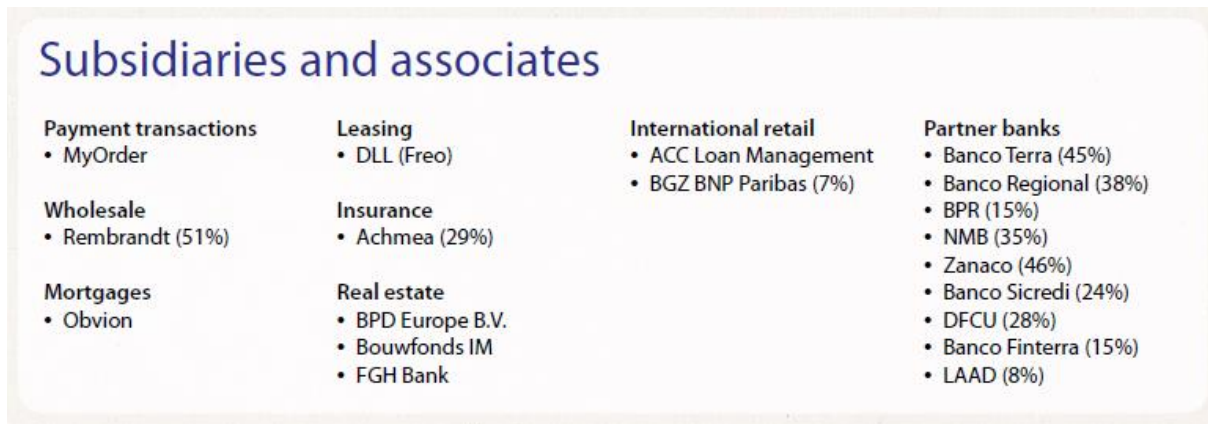 Subsidiaries and associates
Payment transactions
• MyOrder
Wholesale
• Rembrandt (51%)
Mortgages
• Obvion
Leasing
• DLL (Freo)
Insurance
• Achmea (29%)
Real estate
• BPD Europe B.V.
• Bouwfonds IM
• FGH Bank
International retail
• ACC Loan Management
• BGZ BNP Paribas (7%)
Partner banks
• Banco Terra (45%)
• Banco Regional (38%)
• BPR (15%)
• NMB (35%)
• Zanaco (46%)
• Banco Sicredi (24%)
• DFCU (28%)
• Banco Finterra (15%)
• LAAD (8%)